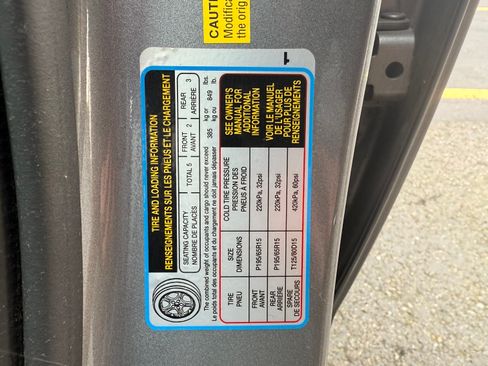 CAUTI
Modifica
the origi
TIRE AND LOADING INFORMATION
RENSEIGNEMENTS SUR LES PNEUS ET LE CHARGEMENT
SEATING CAPACITY TOTAL 5 FRONT 2 REAR 3
NOMBRE DE PLACES AVANT ARRIÈRE
The combined weight of occupants and cargo should never exceed 385 kg or 849 lbs.
Le poids total des occupants et du chargement ne doit jamais dépasser kg ou lb.
TIRE SIZE COLD TIRE PRESSURE SEE OWNER'S MANUAL FOR ADDITIONAL INFORMATION
PNEU DIMENSIONS PRESSION DES PNEUS À FROID
FRONT AVANT P195/65R15 220kPa, 32psi
REAR ARRIÈRE P195/65R15 220kPa, 32psi VOIR LE MANUEL DE L'USAGER POUR PLUS DE RENSEIGNEMENTS
SPARE DE SECOURS T125/80D15 420kPa, 60psi
1